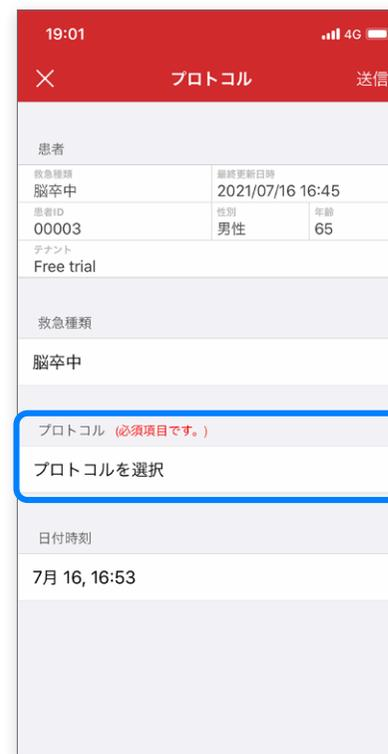 19:01 4G
プロトコル 送信
患者
救急種類 最終更新日時
脳卒中 2021/07/16 16:45
患者ID 性別 年齢
00003 男性 65
テナント
Free trial
救急種類
脳卒中
プロトコル (必須項目です。)
プロトコルを選択
日付時刻
7月 16, 16:53